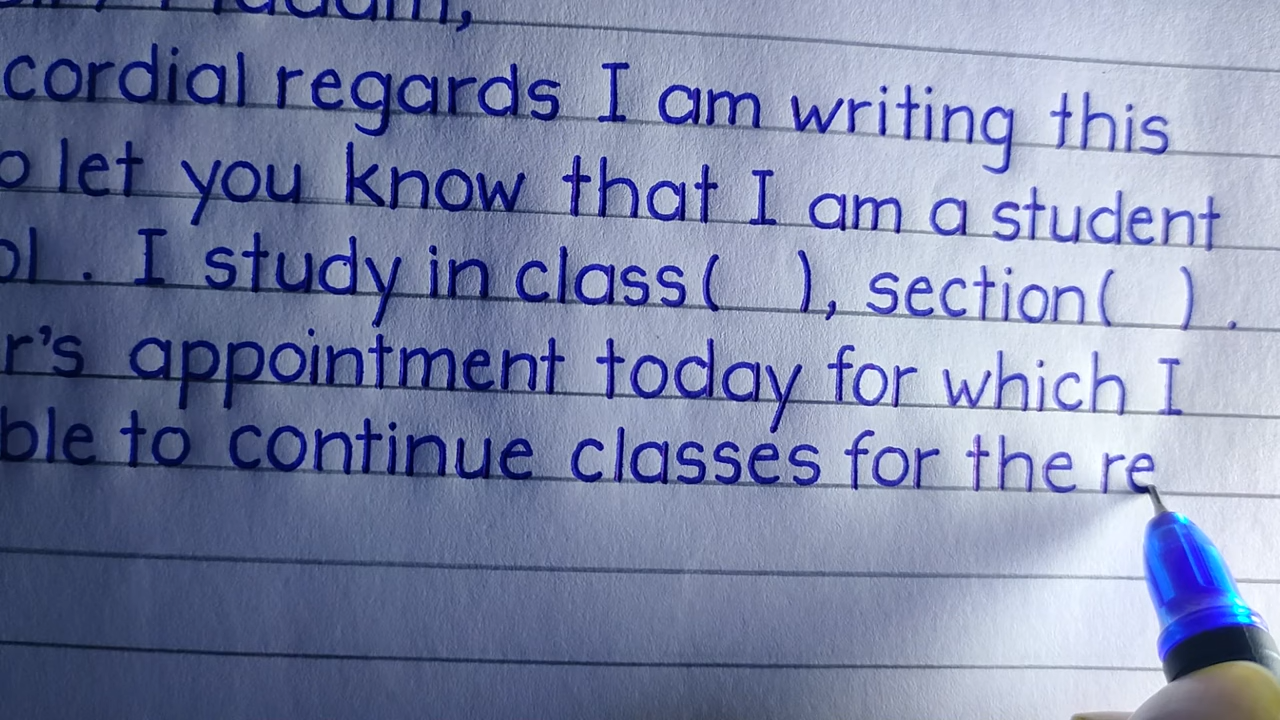 cordial regards I am writing this
let you know that I am a student
. I study in class( ), section( ) .
r's appointment today for which I
ble to continue classes for the re